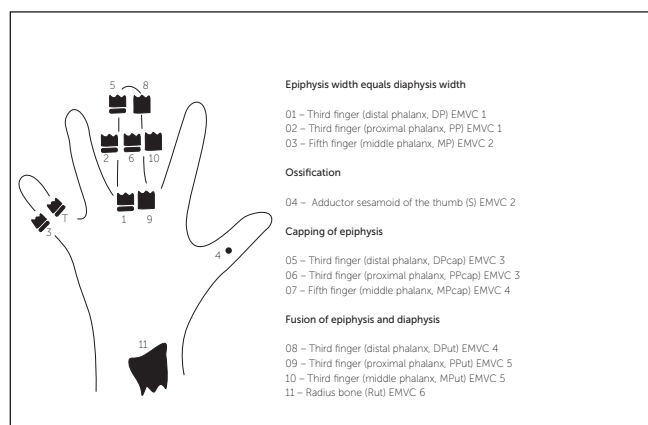 5
8
2
6
10
T
3
1
9
4
11
Epiphysis width equals diaphysis width
01 – Third finger (distal phalanx, DP) EMVC 1
02 – Third finger (proximal phalanx, PP) EMVC 1
03 – Fifth finger (middle phalanx, MP) EMVC 2
Ossification
04 – Adductor sesamoid of the thumb (S) EMVC 2
Capping of epiphysis
05 – Third finger (distal phalanx, DPcap) EMVC 3
06 – Third finger (proximal phalanx, PPcap) EMVC 3
07 – Fifth finger (middle phalanx, MPcap) EMVC 4
Fusion of epiphysis and diaphysis
08 – Third finger (distal phalanx, DPut) EMVC 4
09 – Third finger (proximal phalanx, PPut) EMVC 5
10 – Third finger (middle phalanx, MPut) EMVC 5
11 – Radius bone (Rut) EMVC 6